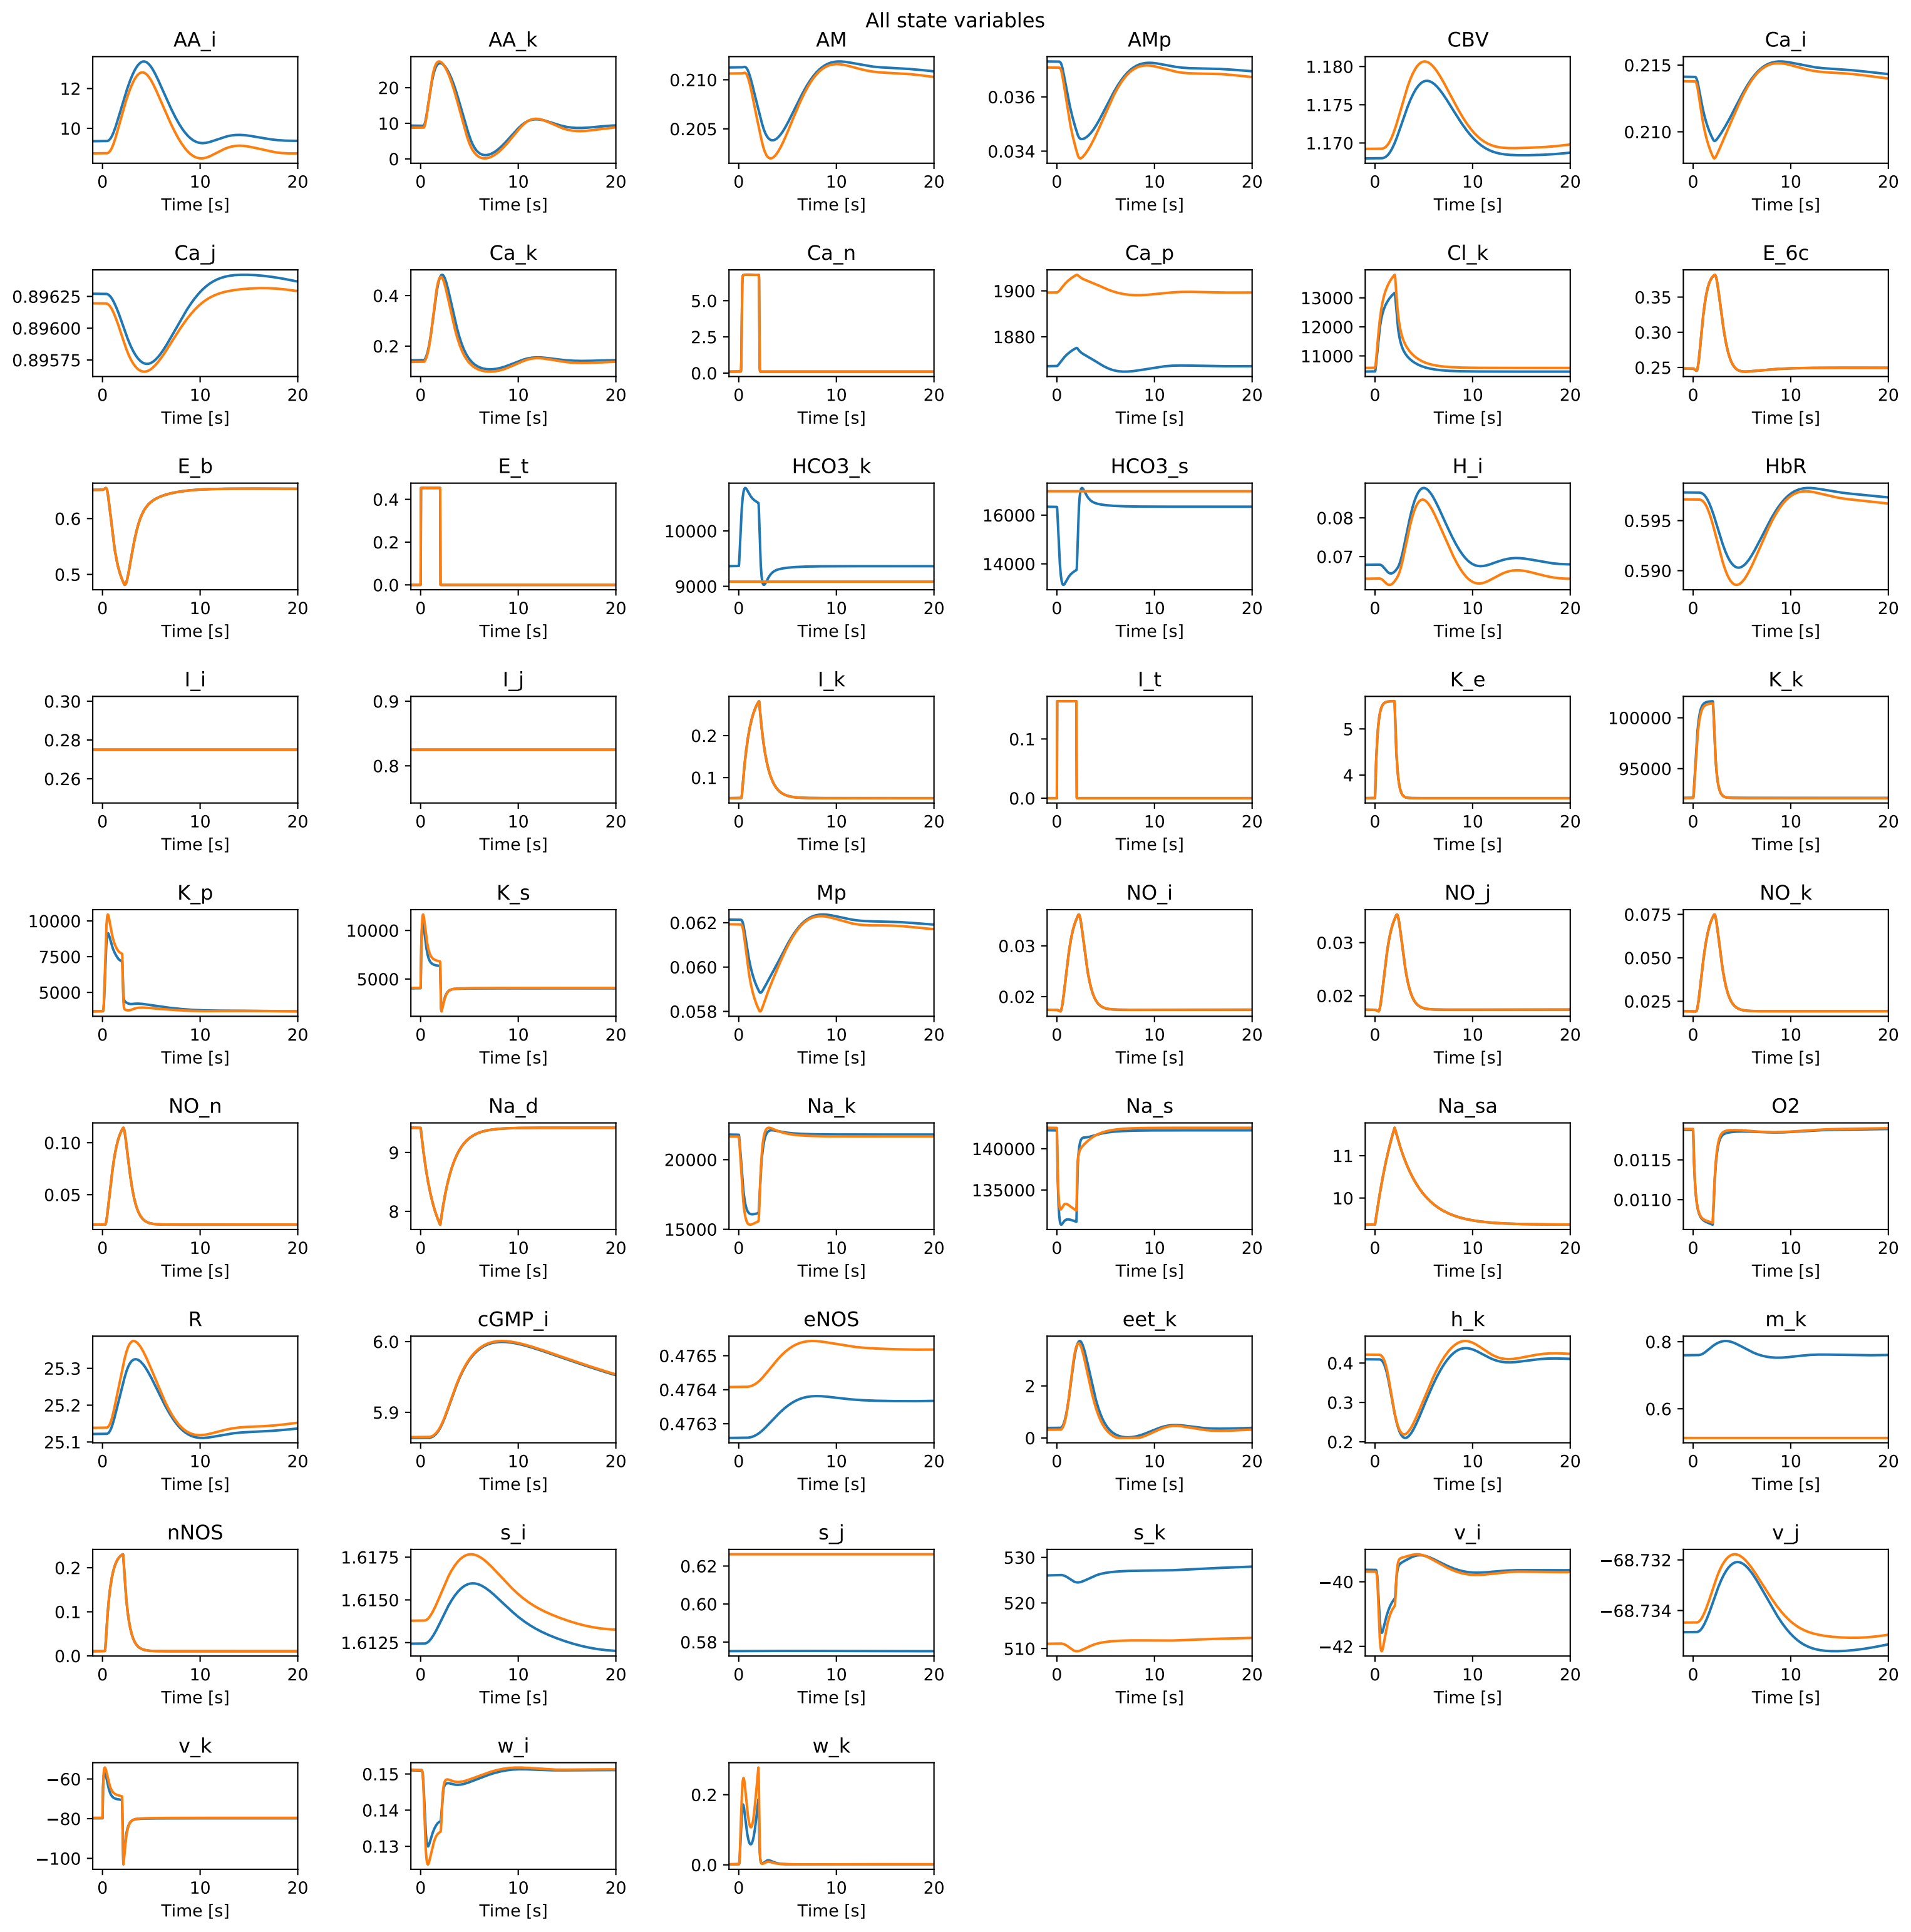 All state variables
AA_i
12
10
0 10 20
Time [s]
AA_k
20
10
0
0 10 20
Time [s]
AM
0.210
0.205
0 10 20
Time [s]
AMp
0.036
0.034
0 10 20
Time [s]
CBV
1.180
1.175
1.170
0 10 20
Time [s]
Ca_i
0.215
0.210
0 10 20
Time [s]
Ca_j
0.89625
0.89600
0.89575
0 10 20
Time [s]
Ca_k
0.4
0.2
0 10 20
Time [s]
Ca_n
5.0
2.5
0.0
0 10 20
Time [s]
Ca_p
1900
1880
0 10 20
Time [s]
Cl_k
13000
12000
11000
0 10 20
Time [s]
E_6c
0.35
0.30
0.25
0 10 20
Time [s]
E_b
0.6
0.5
0 10 20
Time [s]
E_t
0.4
0.2
0.0
0 10 20
Time [s]
HCO3_k
10000
9000
0 10 20
Time [s]
HCO3_s
16000
14000
0 10 20
Time [s]
H_i
0.08
0.07
0 10 20
Time [s]
HbR
0.595
0.590
0 10 20
Time [s]
I_i
0.30
0.28
0.26
0 10 20
Time [s]
I_j
0.9
0.8
0 10 20
Time [s]
I_k
0.2
0.1
0 10 20
Time [s]
I_t
0.1
0.0
0 10 20
Time [s]
K_e
5
4
0 10 20
Time [s]
K_k
100000
95000
0 10 20
Time [s]
K_p
10000
7500
5000
0 10 20
Time [s]
K_s
10000
5000
0 10 20
Time [s]
Mp
0.062
0.060
0.058
0 10 20
Time [s]
NO_i
0.03
0.02
0 10 20
Time [s]
NO_j
0.03
0.02
0 10 20
Time [s]
NO_k
0.075
0.050
0.025
0 10 20
Time [s]
NO_n
0.10
0.05
0 10 20
Time [s]
Na_d
9
8
0 10 20
Time [s]
Na_k
20000
15000
0 10 20
Time [s]
Na_s
140000
135000
0 10 20
Time [s]
Na_sa
11
10
0 10 20
Time [s]
O2
0.0115
0.0110
0 10 20
Time [s]
R
25.3
25.2
25.1
0 10 20
Time [s]
cGMP_i
6.0
5.9
0 10 20
Time [s]
eNOS
0.4765
0.4764
0.4763
0 10 20
Time [s]
eet_k
2
0
0 10 20
Time [s]
h_k
0.4
0.3
0.2
0 10 20
Time [s]
m_k
0.8
0.6
0 10 20
Time [s]
nNOS
0.2
0.1
0.0
0 10 20
Time [s]
s_i
1.6175
1.6150
1.6125
0 10 20
Time [s]
s_j
0.62
0.60
0.58
0 10 20
Time [s]
s_k
530
520
510
0 10 20
Time [s]
v_i
−40
−42
0 10 20
Time [s]
v_j
−68.732
−68.734
0 10 20
Time [s]
v_k
−60
−80
−100
0 10 20
Time [s]
w_i
0.15
0.14
0.13
0 10 20
Time [s]
w_k
0.2
0.0
0 10 20
Time [s]